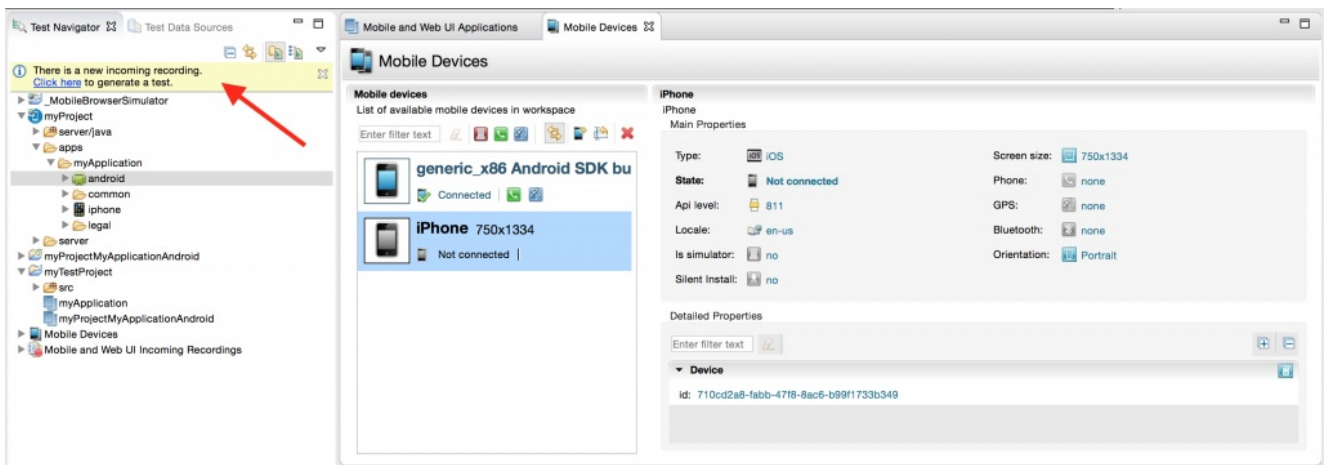 Test Navigator
Test Data Sources
There is a new incoming recording.
Click here to generate a test.
_MobileBrowserSimulator
myProject
server/java
apps
myApplication
android
common
iphone
legal
server
myProjectMyApplicationAndroid
myTestProject
src
myApplication
myProjectMyApplicationAndroid
Mobile Devices
Mobile and Web UI Incoming Recordings
Mobile and Web UI Applications
Mobile Devices
Mobile Devices
Mobile devices
List of available mobile devices in workspace
Enter filter text
generic_x86 Android SDK bu
Connected
iPhone 750x1334
Not connected
iPhone
iPhone
Main Properties
Type: iOS
State: Not connected
Api level: 811
Locale: en-us
Is simulator: no
Silent Install: no
Screen size: 750x1334
Phone: none
GPS: none
Bluetooth: none
Orientation: Portrait
Detailed Properties
Enter filter text
Device
id: 710cd2a8-fabb-47f8-8ac6-b99f1733b349